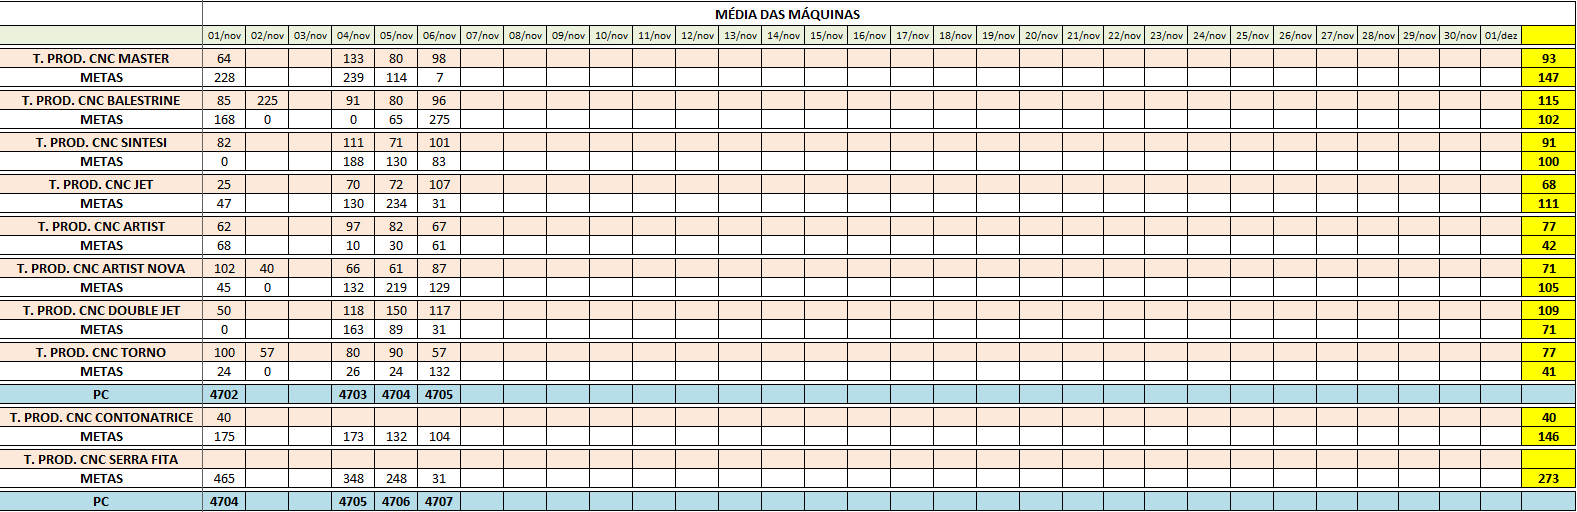 MÉDIA DAS MÁQUINAS
01/nov 02/nov 03/nov 04/nov 05/nov 06/nov 07/nov 08/nov 09/nov 10/nov 11/nov 12/nov 13/nov 14/nov 15/nov 16/nov 17/nov 18/nov 19/nov 20/nov 21/nov 22/nov 23/nov 24/nov 25/nov 26/nov 27/nov 28/nov 29/nov 30/nov 01/dez
T. PROD. CNC MASTER 64 133 80 98 93
METAS 228 239 114 7 147
T. PROD. CNC BALESTRINE 85 225 91 80 96 115
METAS 168 0 0 65 275 102
T. PROD. CNC SINTESI 82 111 71 101 91
METAS 0 188 130 83 100
T. PROD. CNC JET 25 70 72 107 68
METAS 47 130 234 31 111
T. PROD. CNC ARTIST 62 97 82 67 77
METAS 68 10 30 61 42
T. PROD. CNC ARTIST NOVA 102 40 66 61 87 71
METAS 45 0 132 219 129 105
T. PROD. CNC DOUBLE JET 50 118 150 117 109
METAS 0 163 89 31 71
T. PROD. CNC TORNO 100 57 80 90 57 77
METAS 24 0 26 24 132 41
PC 4702 4703 4704 4705
T. PROD. CNC CONTONATRICE 40 40
METAS 175 173 132 104 146
T. PROD. CNC SERRA FITA
METAS 465 348 248 31 273
PC 4704 4705 4706 4707